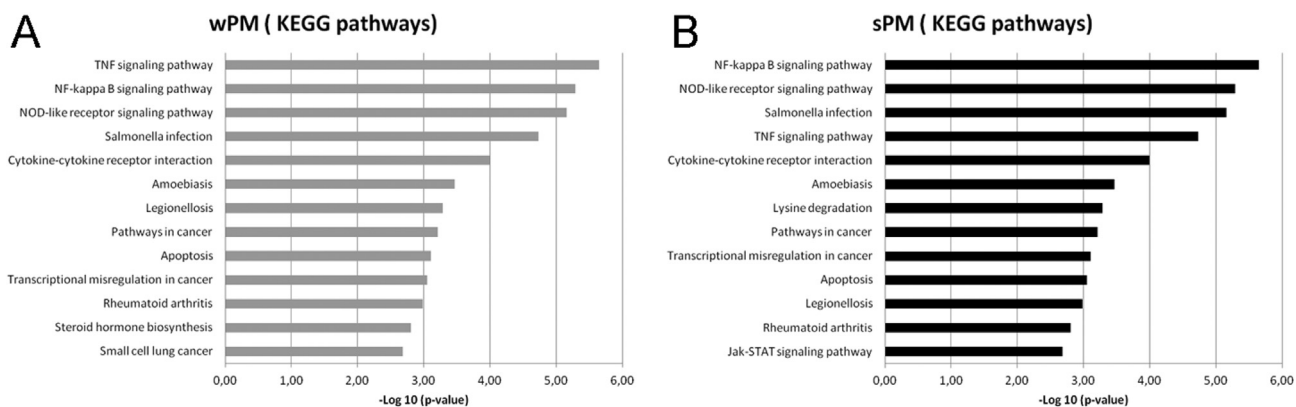 A
wPM ( KEGG pathways)
TNF signaling pathway
NF-kappa B signaling pathway
NOD-like receptor signaling pathway
Salmonella infection
Cytokine-cytokine receptor interaction
Amoebiasis
Legionellosis
Pathways in cancer
Apoptosis
Transcriptional misregulation in cancer
Rheumatoid arthritis
Steroid hormone biosynthesis
Small cell lung cancer
0,00 1,00 2,00 3,00 4,00 5,00 6,00
-Log 10 (p-value)
B
sPM ( KEGG pathways)
NF-kappa B signaling pathway
NOD-like receptor signaling pathway
Salmonella infection
TNF signaling pathway
Cytokine-cytokine receptor interaction
Amoebiasis
Lysine degradation
Pathways in cancer
Transcriptional misregulation in cancer
Apoptosis
Legionellosis
Rheumatoid arthritis
Jak-STAT signaling pathway
0,00 1,00 2,00 3,00 4,00 5,00 6,00
-Log 10 (p-value)